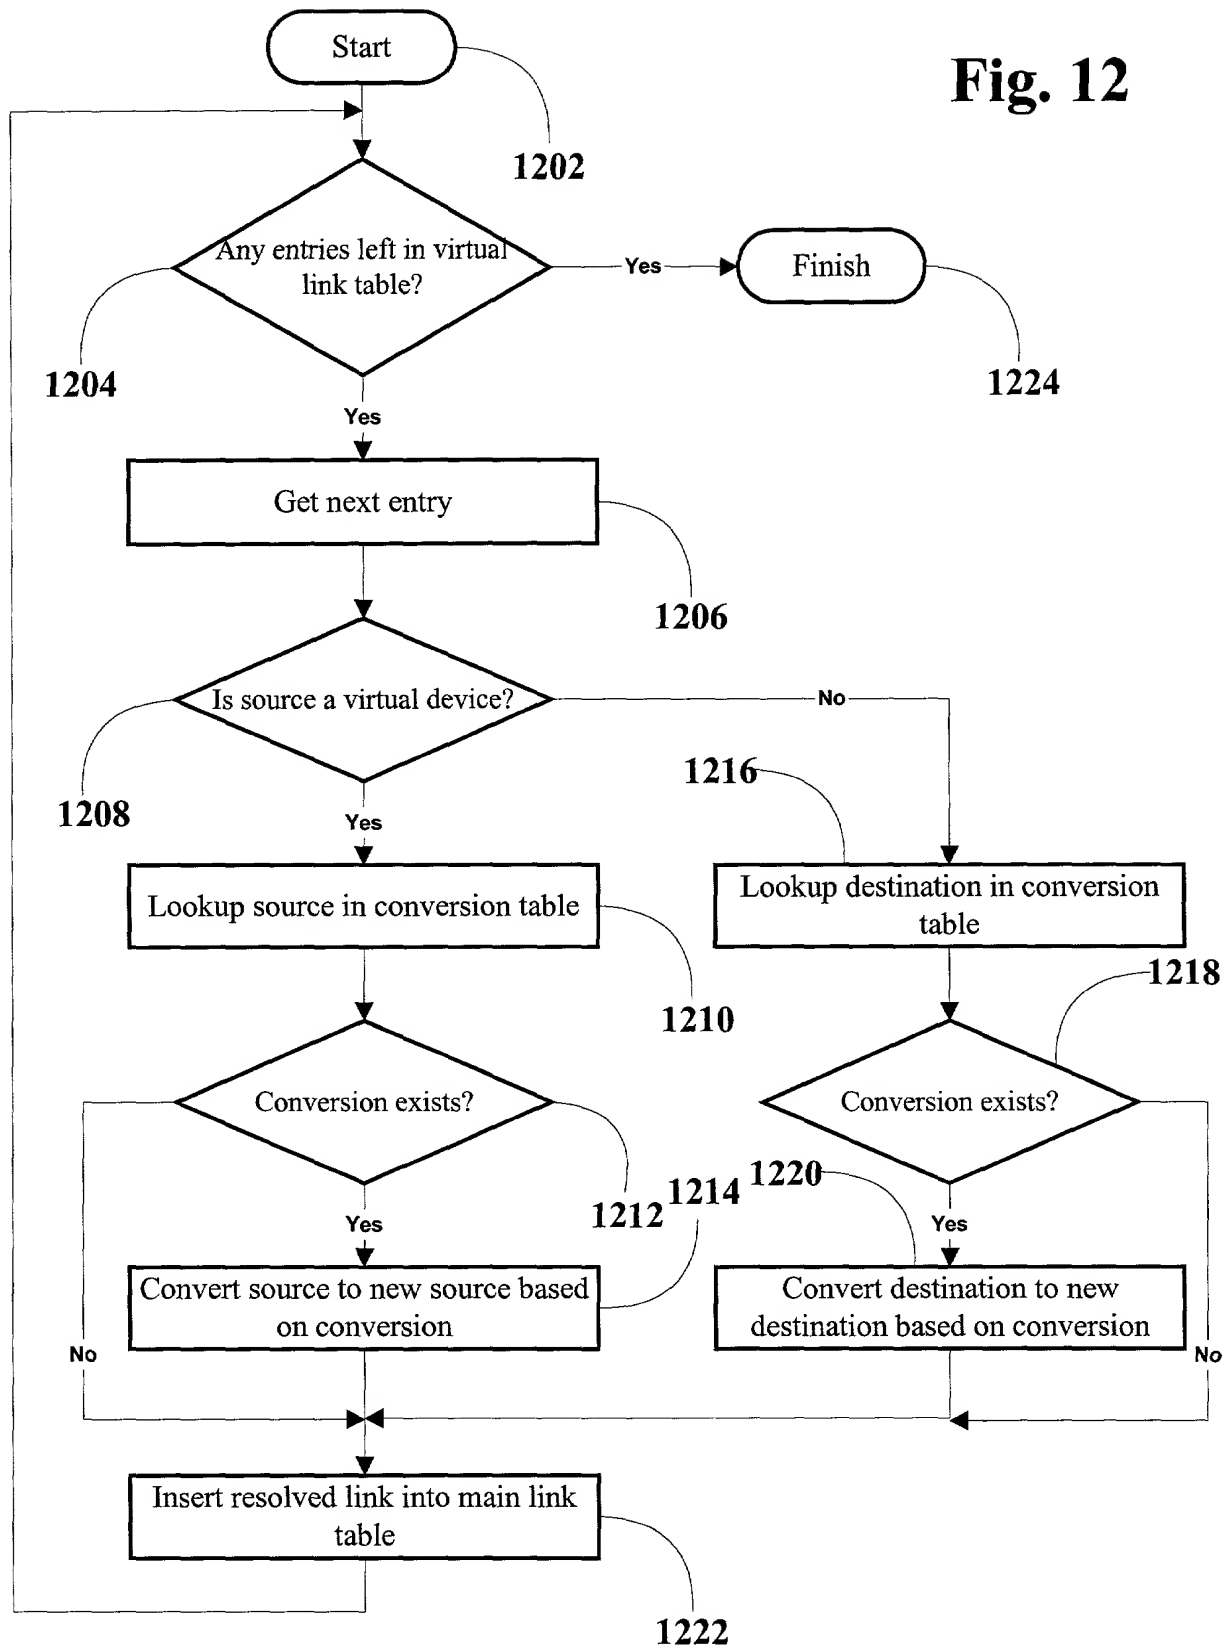 Start
Fig. 12
1202
Any entries left in virtual
link table?
Yes
Finish
1204
1224
Yes
Get next entry
1206
Is source a virtual device?
No
1216
1208
Yes
Lookup source in conversion table
Lookup destination in conversion
table
1218
1210
Conversion exists?
Conversion exists?
1220
1214
1212
Yes
Yes
Convert source to new source based
on conversion
Convert destination to new
destination based on conversion
No
No
Insert resolved link into main link
table
1222